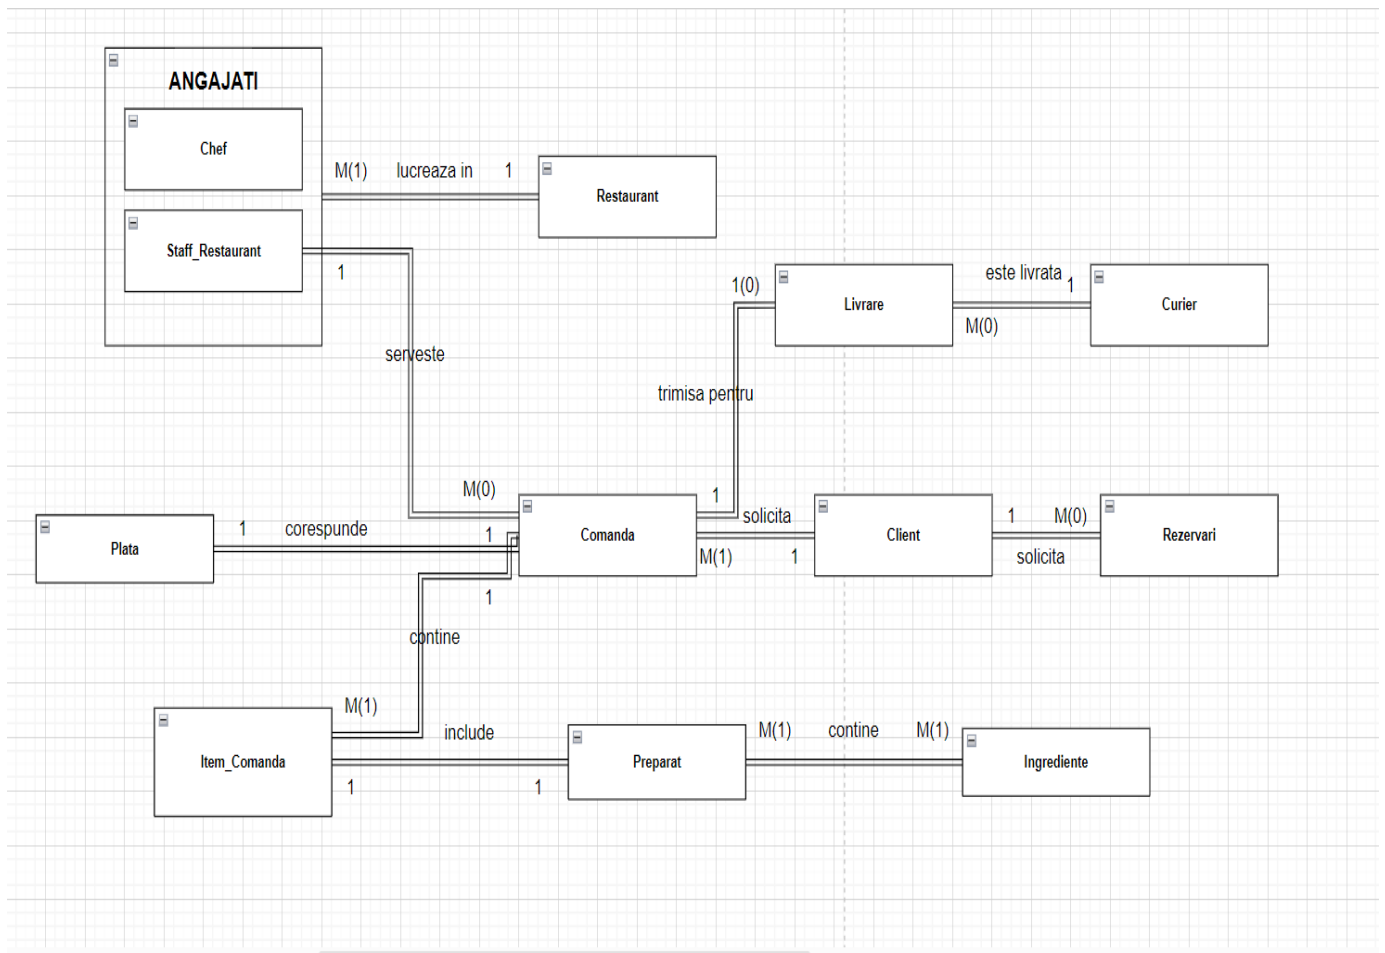 ANGAJATI
Chef
M(1) lucreaza in 1
Restaurant
Staff_Restaurant
1
serveste
1(0)
Livrare
este livrata
1
M(0)
Curier
trimisa pentru
M(0)
1
Plata
1 corespunde 1
Comanda
solicita
M(1) 1
Client
1 M(0)
solicita
Rezervari
1
contine
M(1)
Item_Comanda
include
1 1
Preparat
M(1) contine M(1)
Ingrediente